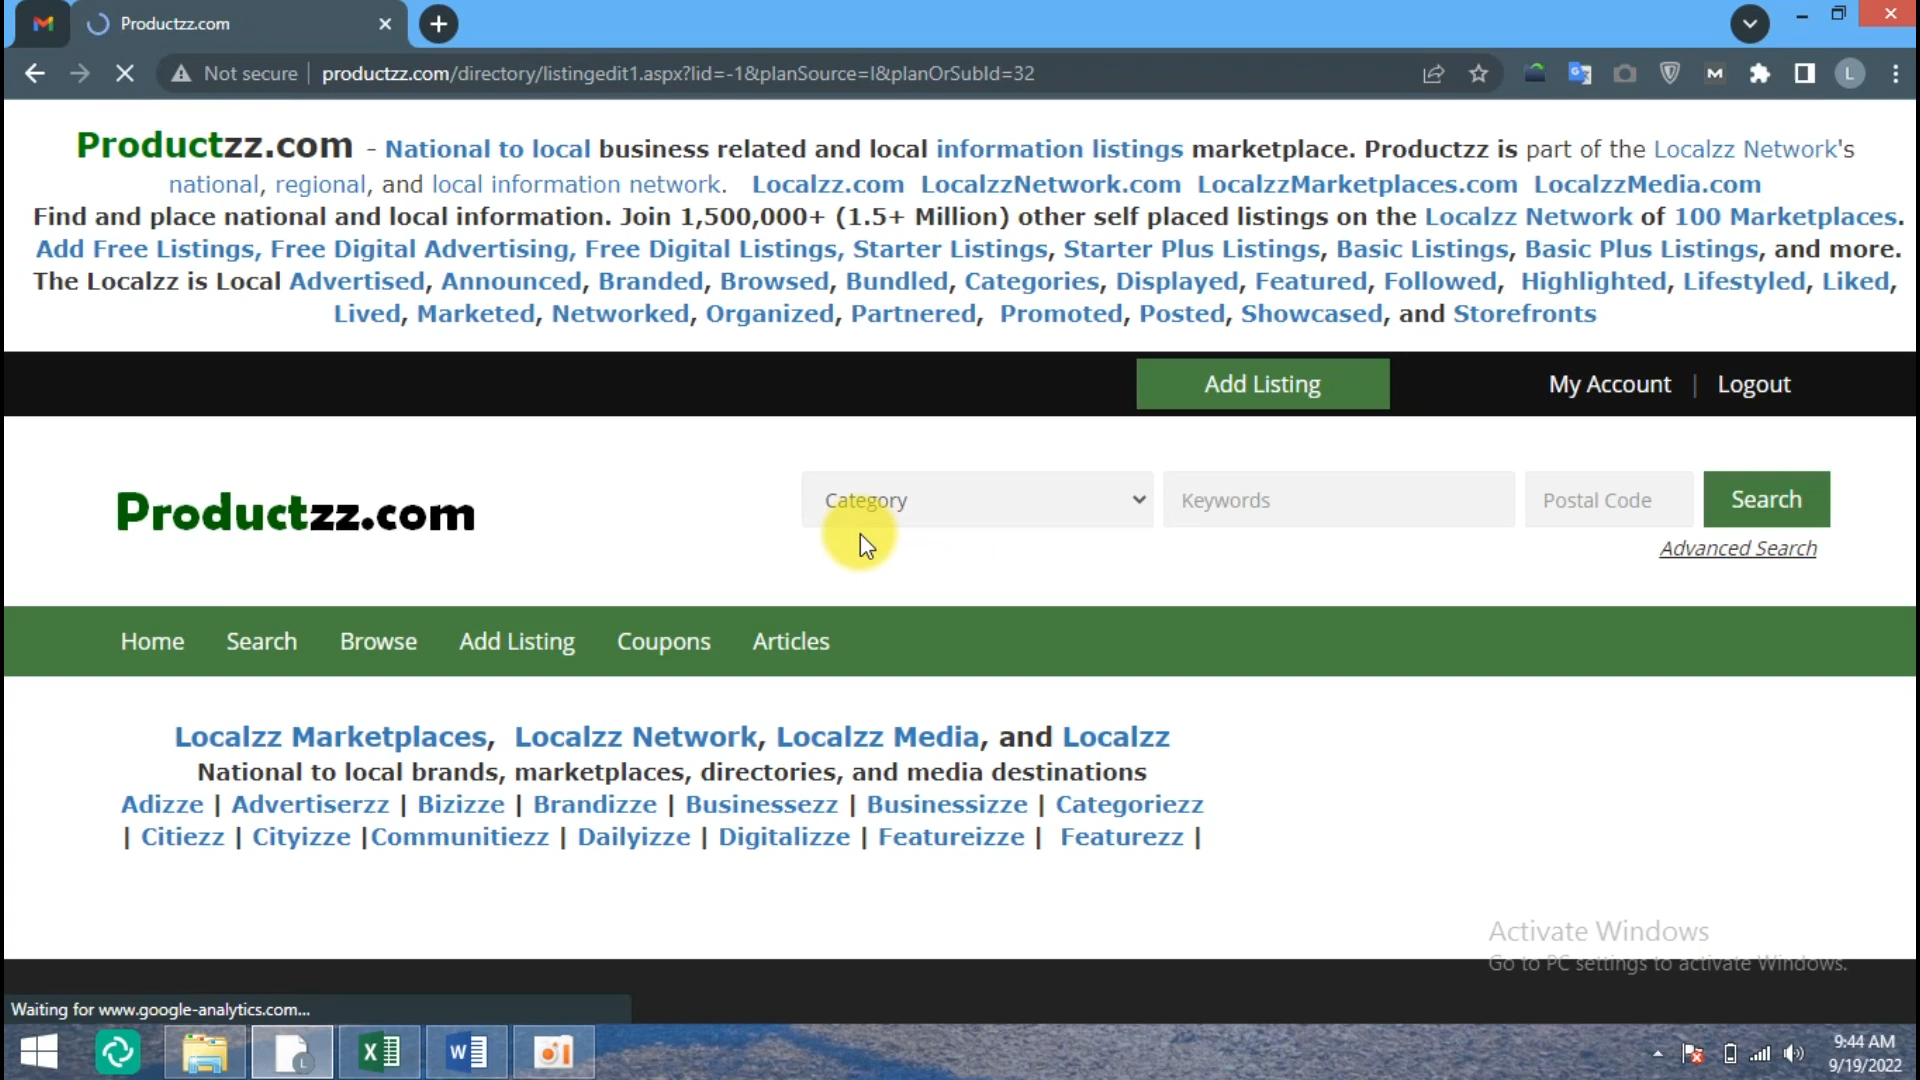 Productzz.com
Not secure | productzz.com/directory/listingedit1.aspx?lid=-1&planSource=I&planOrSubId=32
M
L
Productzz.com - National to local business related and local information listings marketplace. Productzz is part of the Localzz Network's
national, regional, and local information network. Localzz.com LocalzzNetwork.com LocalzzMarketplaces.com LocalzzMedia.com
Find and place national and local information. Join 1,500,000+ (1.5+ Million) other self placed listings on the Localzz Network of 100 Marketplaces.
Add Free Listings, Free Digital Advertising, Free Digital Listings, Starter Listings, Starter Plus Listings, Basic Listings, Basic Plus Listings, and more.
The Localzz is Local Advertised, Announced, Branded, Browsed, Bundled, Categories, Displayed, Featured, Followed, Highlighted, Lifestyled, Liked,
Lived, Marketed, Networked, Organized, Partnered, Promoted, Posted, Showcased, and Storefronts
Add Listing
My Account | Logout
Productzz.com
Category
Keywords
Postal Code
Search
Advanced Search
Home Search Browse Add Listing Coupons Articles
Localzz Marketplaces, Localzz Network, Localzz Media, and Localzz
National to local brands, marketplaces, directories, and media destinations
Adizze | Advertiserzz | Bizizze | Brandizze | Businessezz | Businessizze | Categoriezz
| Citiezz | Cityizze |Communitiezz | Dailyizze | Digitalizze | Featureizze | Featurezz |
Activate Windows
Go to PC settings to activate Windows.
Waiting for www.google-analytics.com...
9:44 AM
9/19/2022